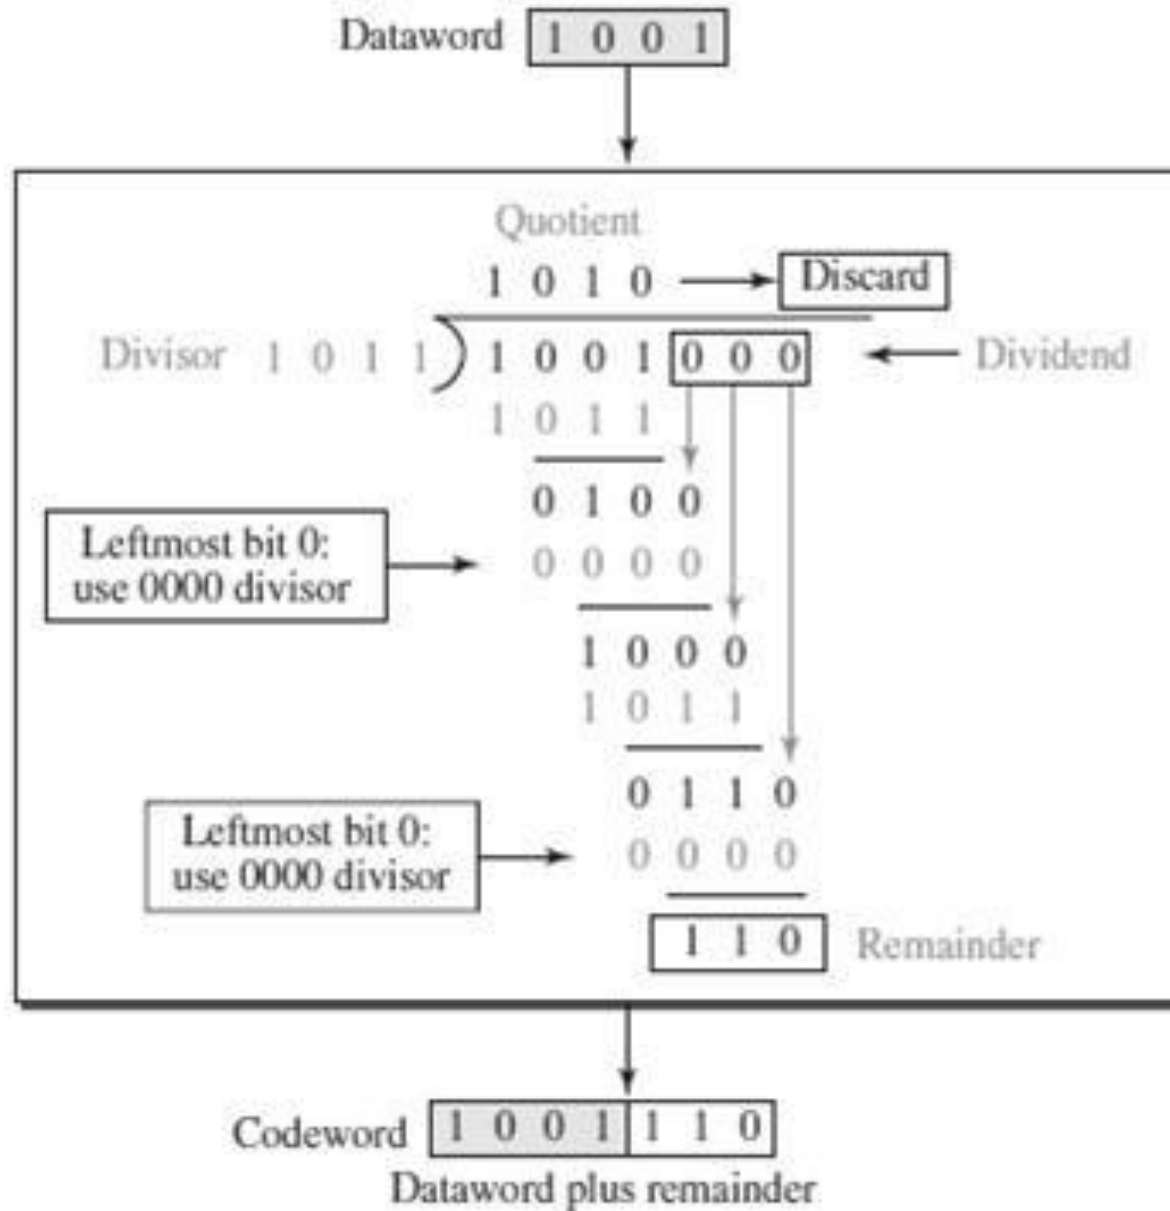 Dataword 1 0 0 1
Quotient
1 0 1 0 Discard
Divisor 1 0 1 1 1 0 0 1 0 0 0 Dividend
1 0 1 1
0 1 0 0
Leftmost bit 0:
use 0000 divisor
0 0 0 0
1 0 0 0
1 0 1 1
0 1 1 0
Leftmost bit 0:
use 0000 divisor
0 0 0 0
1 1 0 Remainder
Codeword 1 0 0 1 1 1 0
Dataword plus remainder